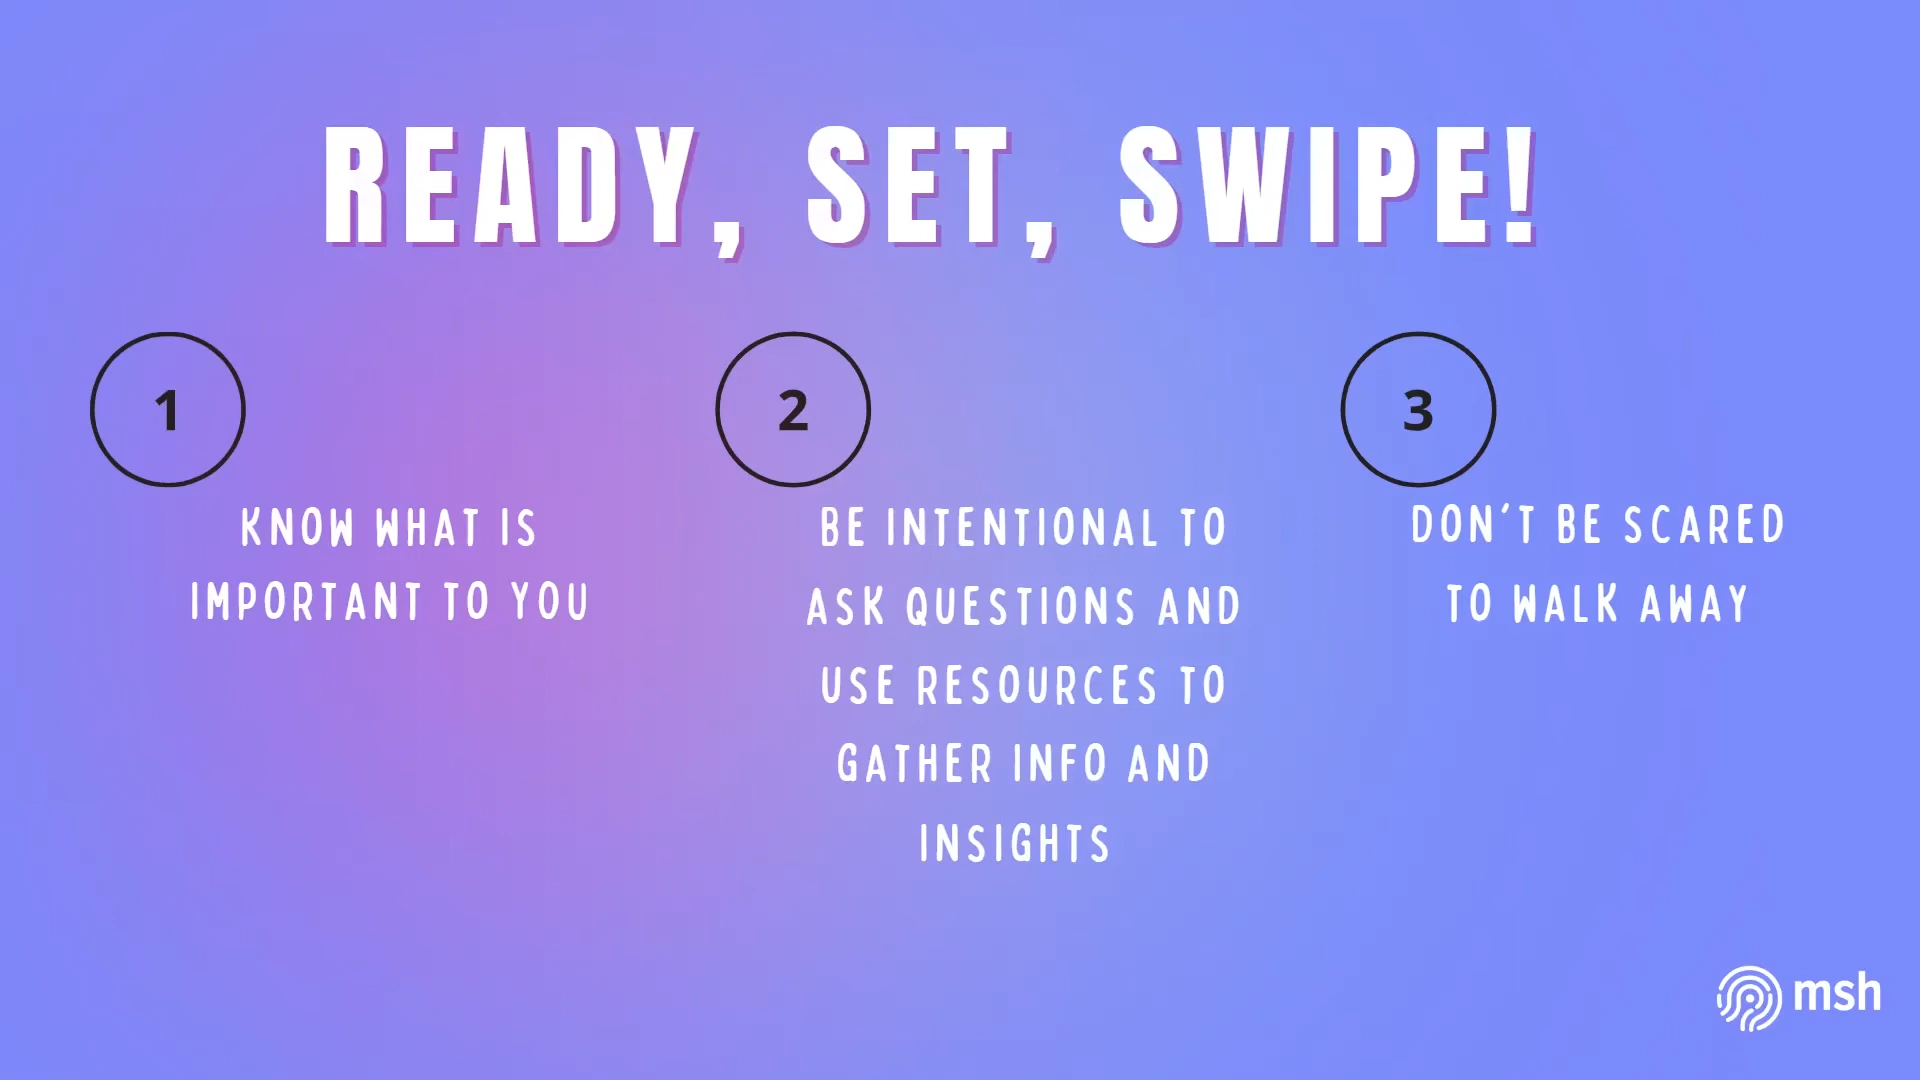 READY, SET, SWIPE!
1
KNOW WHAT IS
IMPORTANT TO YOU
2
BE INTENTIONAL TO
ASK QUESTIONS AND
USE RESOURCES TO
GATHER INFO AND
INSIGHTS
3
DON'T BE SCARED
TO WALK AWAY
msh